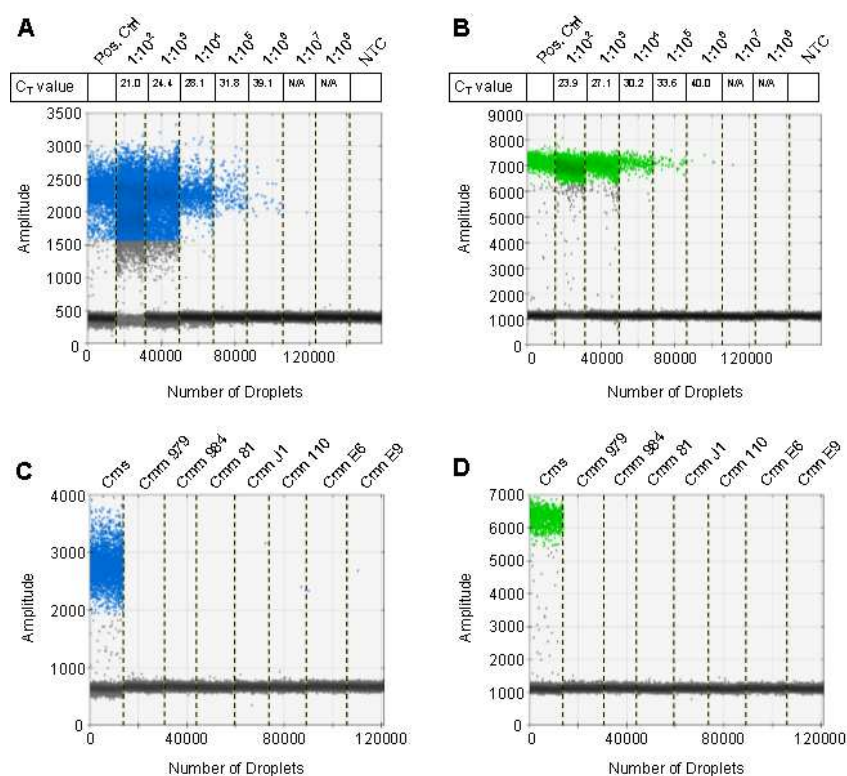 A
Pos. Ctrl 1:10² 1:10³ 1:10⁴ 1:10⁵ 1:10⁶ 1:10⁷ 1:10⁸ NTC
C_T value 21.0 24.4 28.1 31.8 39.1 N/A N/A
3500
3000
2500
2000
1500
1000
500
0
Amplitude
0 40000 80000 120000
Number of Droplets
B
Pos. Ctrl 1:10² 1:10³ 1:10⁴ 1:10⁵ 1:10⁶ 1:10⁷ 1:10⁸ NTC
C_T value 23.9 27.1 30.2 33.6 40.0 N/A N/A
9000
8000
7000
6000
5000
4000
3000
2000
1000
0
Amplitude
0 40000 80000 120000
Number of Droplets
C
Cms Cmm 979 Cmm 984 Cmm 81 Cmn J1 Cmn 110 Cmn E6 Cmn E9
4000
3000
2000
1000
0
Amplitude
0 40000 80000 120000
Number of Droplets
D
Cms Cmm 979 Cmm 984 Cmm 81 Cmn J1 Cmn 110 Cmn E6 Cmn E9
7000
6000
5000
4000
3000
2000
1000
0
Amplitude
0 40000 80000 120000
Number of Droplets